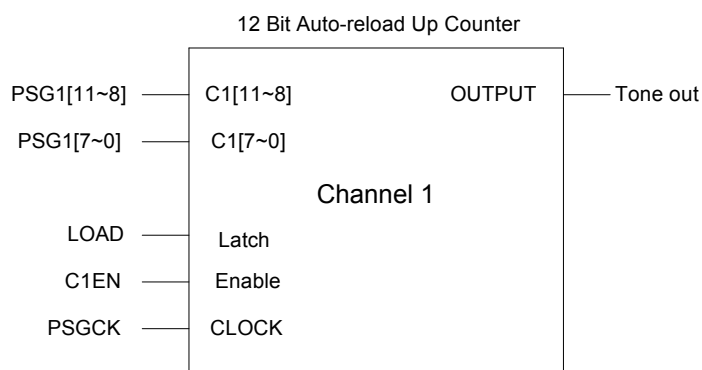 12 Bit Auto-reload Up Counter
PSG1[11~8] C1[11~8] OUTPUT Tone out
PSG1[7~0] C1[7~0]
Channel 1
LOAD Latch
C1EN Enable
PSGCK CLOCK